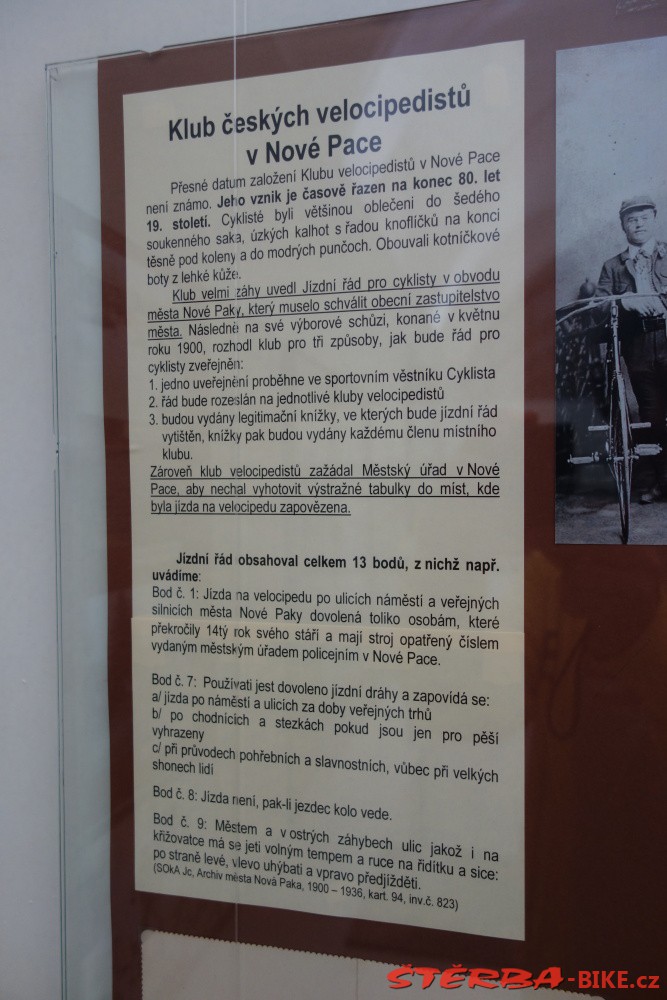 Klub českých velocipedistů
v Nové Pace
Přesné datum založení Klubu velocipedistů v Nové Pace
není známo. Jeho vznik je časově řazen na konec 80. let
19. století. Cyklisté byli většinou oblečeni do šedého
soukenného saka, úzkých kalhot s řadou knoflíčků na konci
těsně pod koleny a do modrých punčoch. Obouvali kotníčkové
boty z lehké kůže.
Klub velmi záhy uvedl Jízdní řád pro cyklisty v obvodu
města Nové Paky, který muselo schválit obecní zastupitelstvo
města. Následně na své výborové schůzi, konané v květnu
roku 1900, rozhodl klub pro tři způsoby, jak bude řád pro
cyklisty zveřejněn:
1. jedno uveřejnění proběhne ve sportovním věstníku Cyklista
2. řád bude rozeslán na jednotlivé kluby velocipedistů
3. budou vydány legitimační knížky, ve kterých bude jízdní řád
vytištěn, knížky pak budou vydány každému členu místního
klubu.
Zároveň klub velocipedistů zažádal Městský úřad v Nové
Pace, aby nechal vyhotovit výstražné tabulky do míst, kde
byla jízda na velocipedu zapovězena.
Jízdní řád obsahoval celkem 13 bodů, z nichž např.
uvádíme:
Bod č. 1: Jízda na velocipedu po ulicích náměstí a veřejných
silnicích města Nové Paky dovolená toliko osobám, které
překročily 14tý rok svého stáří a mají stroj opatřený číslem
vydaným městským úřadem policejním v Nové Pace.
Bod č. 7: Používati jest dovoleno jízdní dráhy a zapovídá se:
a/ jízda po náměstí a ulicích za doby veřejných trhů
b/ po chodnících a stezkách pokud jsou jen pro pěší
vyhrazeny
c/ při průvodech pohřebních a slavnostních, vůbec při velkých
shonech lidí
Bod č. 8: Jízda není, pak-li jezdec kolo vede.
Bod č. 9: Městem a v ostrých záhybech ulic jakož i na
křižovatce má se jeti volným tempem a ruce na řidítku a sice:
po straně levé, vlevo uhýbati a vpravo předjížděti.
(SOkA Jc, Archiv města Nová Paka, 1900 – 1936, kart. 94, inv.č. 823)
ŠTĚRBA-BIKE.cz